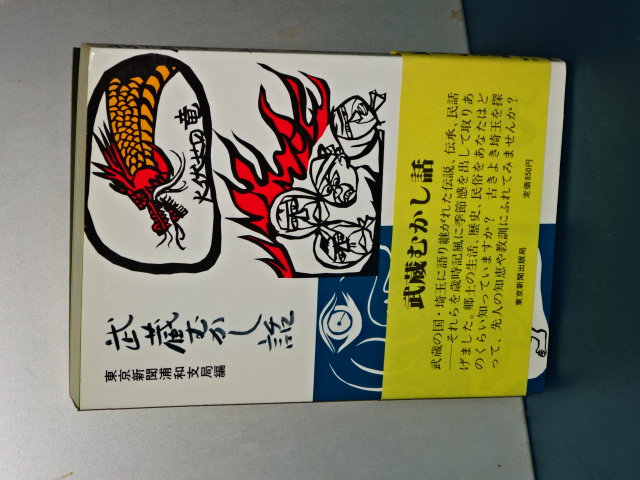 の竜
武蔵むかし話
東京新聞浦和支局編
武蔵むかし話
武蔵の国・埼玉に語り継がれた伝説、伝承、民話
――それらを歳時記風に季節感を出して取りあ
げました。郷土の生活、歴史、民俗をあなたはど
のくらい知っていますか? 古きよき埼玉を探
って、先人の知恵や教訓にふれてみませんか?
定価850円
東京新聞出版局